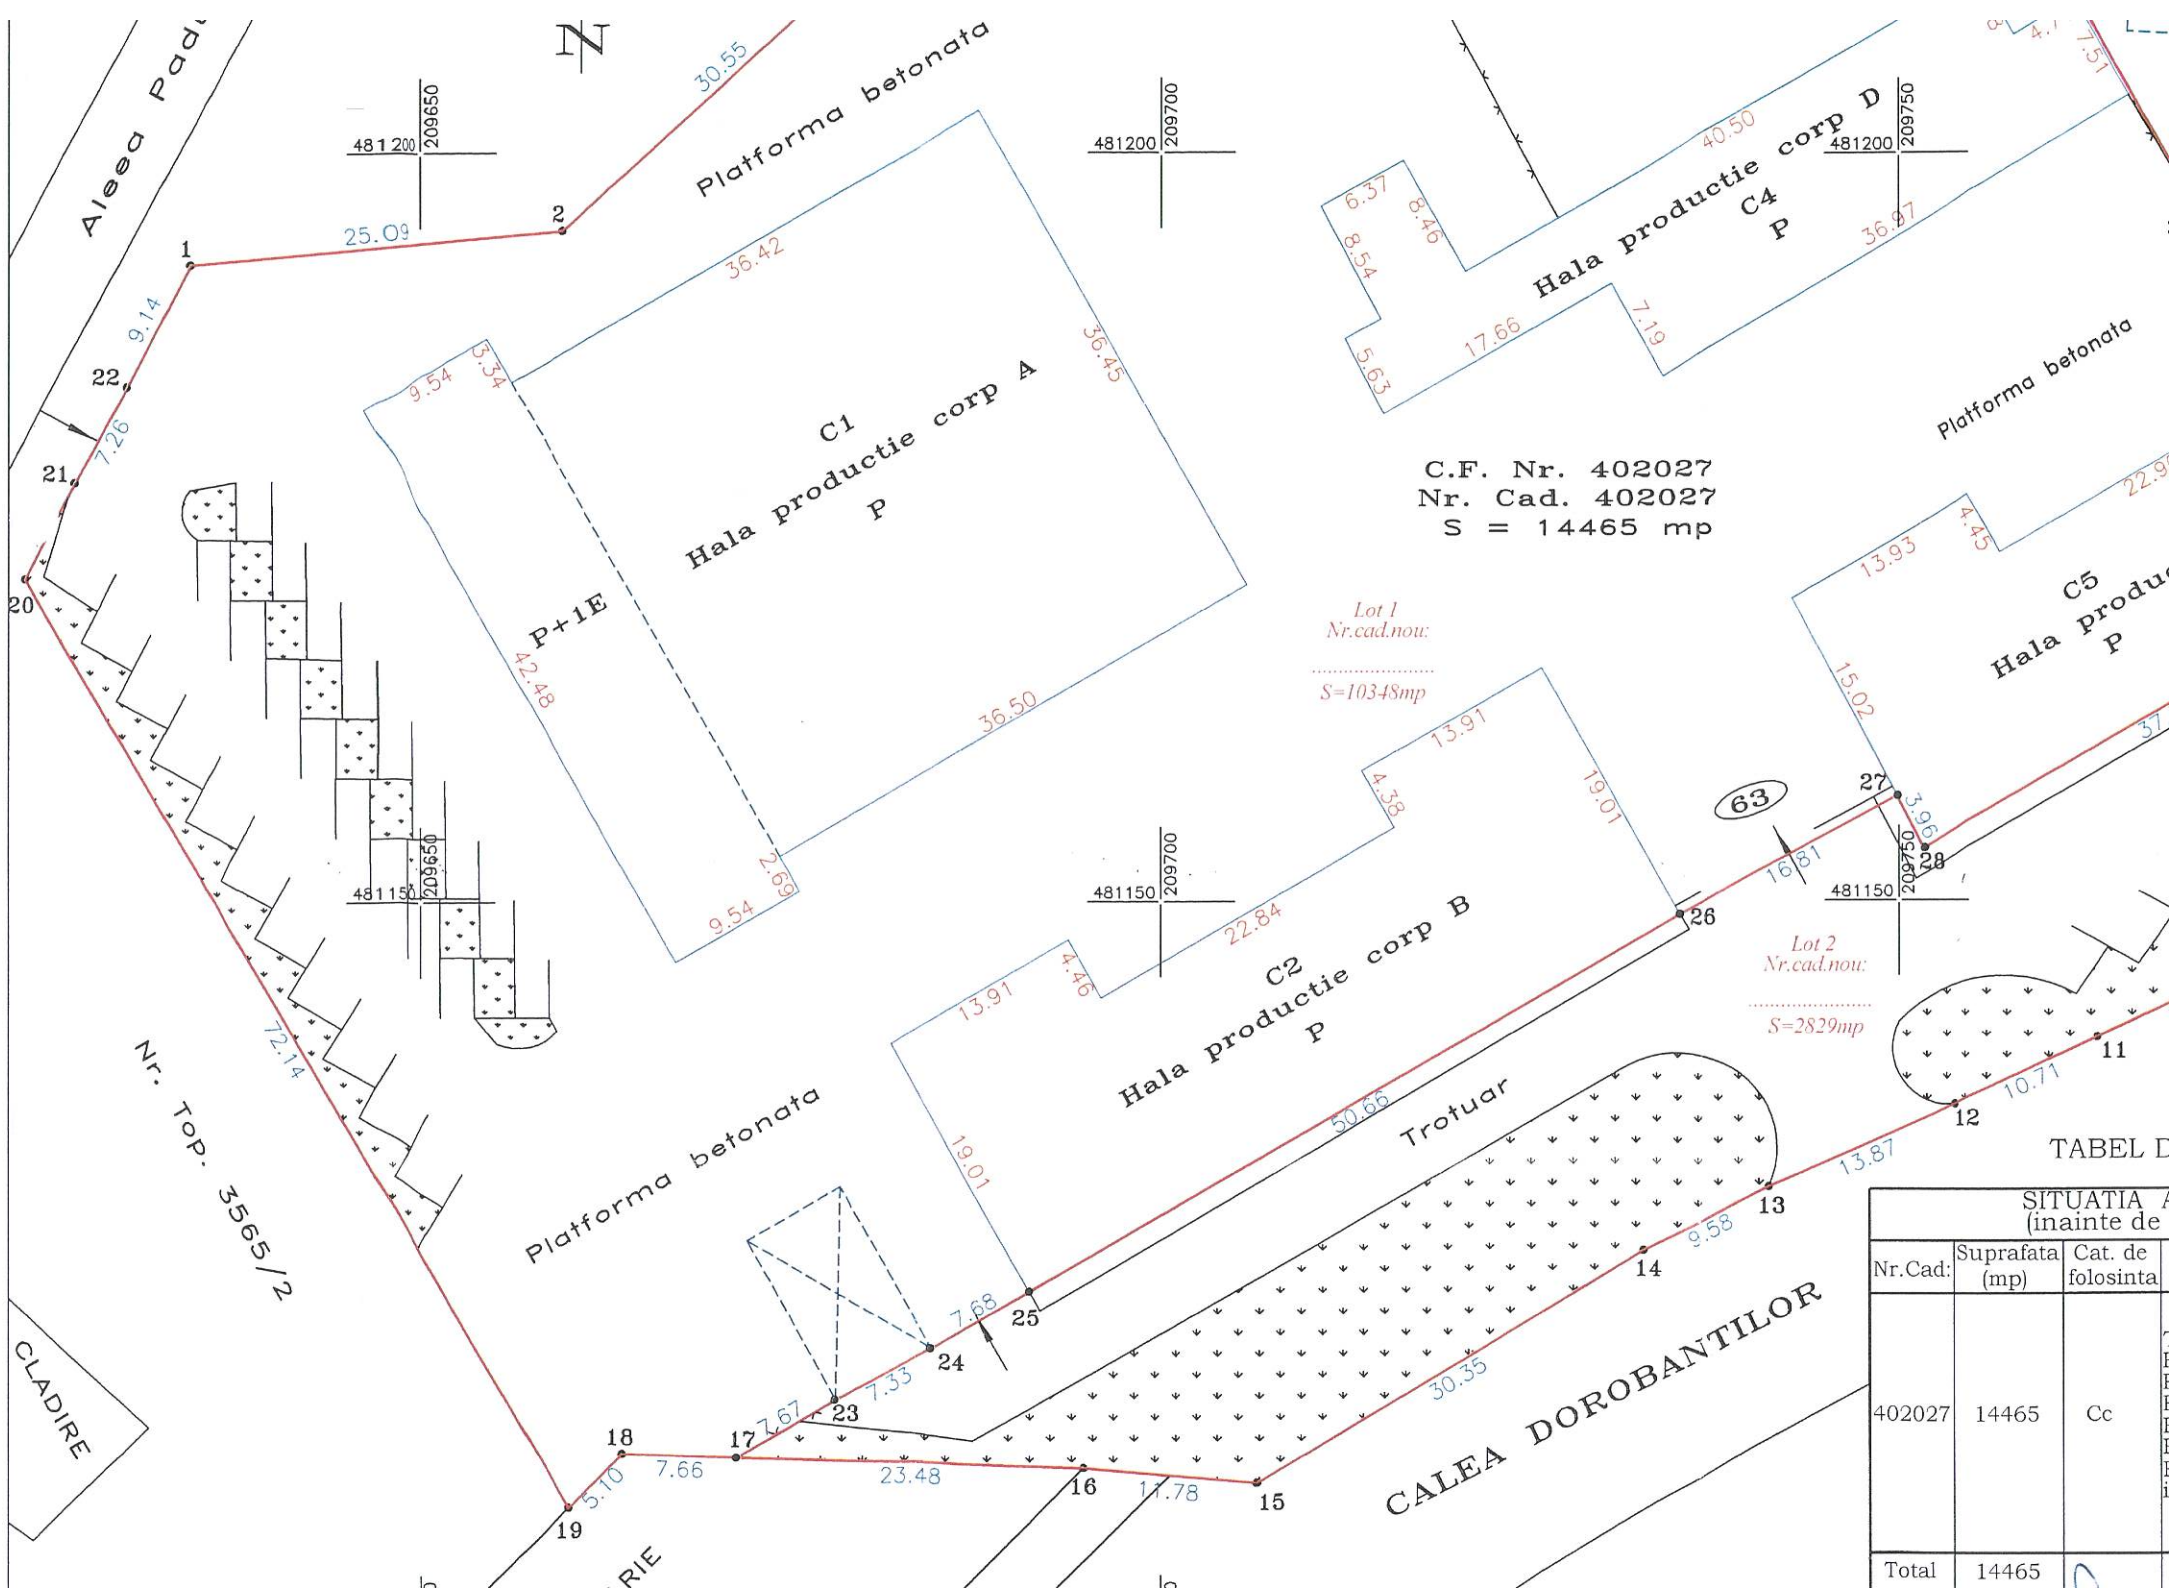 N
Aleea
30.55
Platforma betonata
481200
209650
481200
209700
481200
209750
7.51
40.50
Hala productie corp D
C4
P
36.97
6.37
8.46
8.54
17.66
7.19
5.63
1
25.09
2
9.14
22
7.26
21
20
36.42
36.45
9.54
3.34
C1
Hala productie corp A
P
P+1E
42.48
36.50
2.69
9.54
Platforma betonata
C.F. Nr. 402027
Nr. Cad. 402027
S = 14465 mp
13.93
4.45
C5
P
15.02
Lot 1
Nr.cad.nou:
....................
S=10348mp
13.91
4.38
19.01
63
27
3.96
28
16.81
26
481150
209650
481150
209700
481150
209750
22.84
C2
Hala productie corp B
P
4.46
13.91
19.01
50.66
Trotuar
Lot 2
Nr.cad.nou:
....................
S=2829mp
11
10.71
12
13.87
13
9.58
14
30.35
15
11.78
16
23.48
17
7.66
18
5.10
19
72.14
Nr. Top. 3565/2
CLADIRE
Platforma betonata
7.68
25
24
7.33
23
7.67
CALEA DOROBANTILOR
TABEL
SITUATIA
(inainte de
Nr.Cad:
Suprafata
(mp)
Cat. de
folosinta
402027
14465
Cc
Total
14465